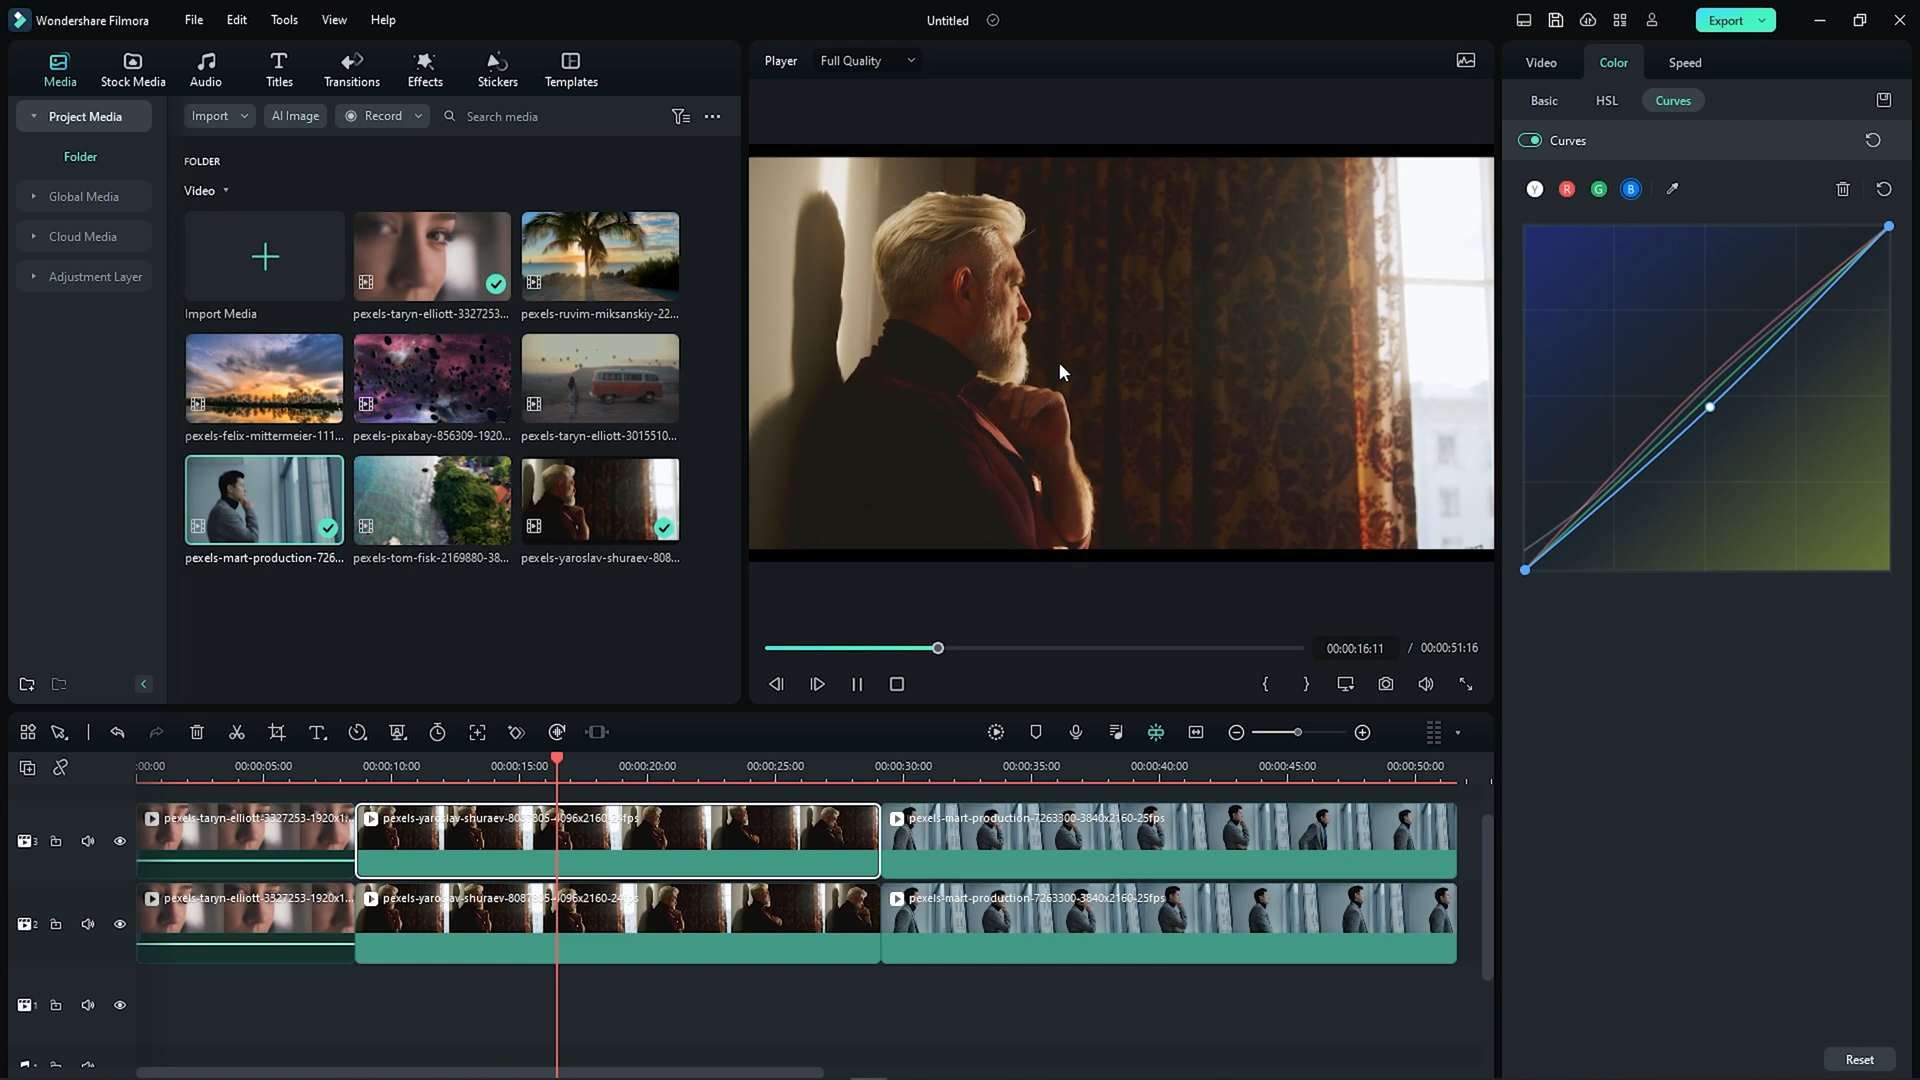 Wondershare Filmora
File Edit Tools View Help
Untitled
Export
Media
Stock Media
Audio
Titles
Transitions
Effects
Stickers
Templates
Player
Full Quality
Video
Color
Speed
Project Media
Folder
Global Media
Cloud Media
Adjustment Layer
Import
AI Image
Record
Search media
Basic
HSL
Curves
Curves
Y R G B
FOLDER
Video
Import Media
pexels-taryn-elliott-3327253...
pexels-ruvim-miksanskiy-22...
pexels-felix-mittermeier-111...
pexels-pixabay-856309-1920...
pexels-taryn-elliott-3015510...
pexels-mart-production-726...
pexels-tom-fisk-2169880-38...
pexels-yaroslav-shuraev-808...
00:00:16:11 / 00:00:51:16
:00:00 00:00:05:00 00:00:10:00 00:00:15:00 00:00:20:00 00:00:25:00 00:00:30:00 00:00:35:00 00:00:40:00 00:00:45:00 00:00:50:00
3
pexels-taryn-elliott-3327253-1920x1...
pexels-yaroslav-shuraev-8087805-4096x2160-24fps
pexels-mart-production-7263300-3840x2160-25fps
2
pexels-taryn-elliott-3327253-1920x1...
pexels-yaroslav-shuraev-8087805-4096x2160-24fps
pexels-mart-production-7263300-3840x2160-25fps
1
Reset